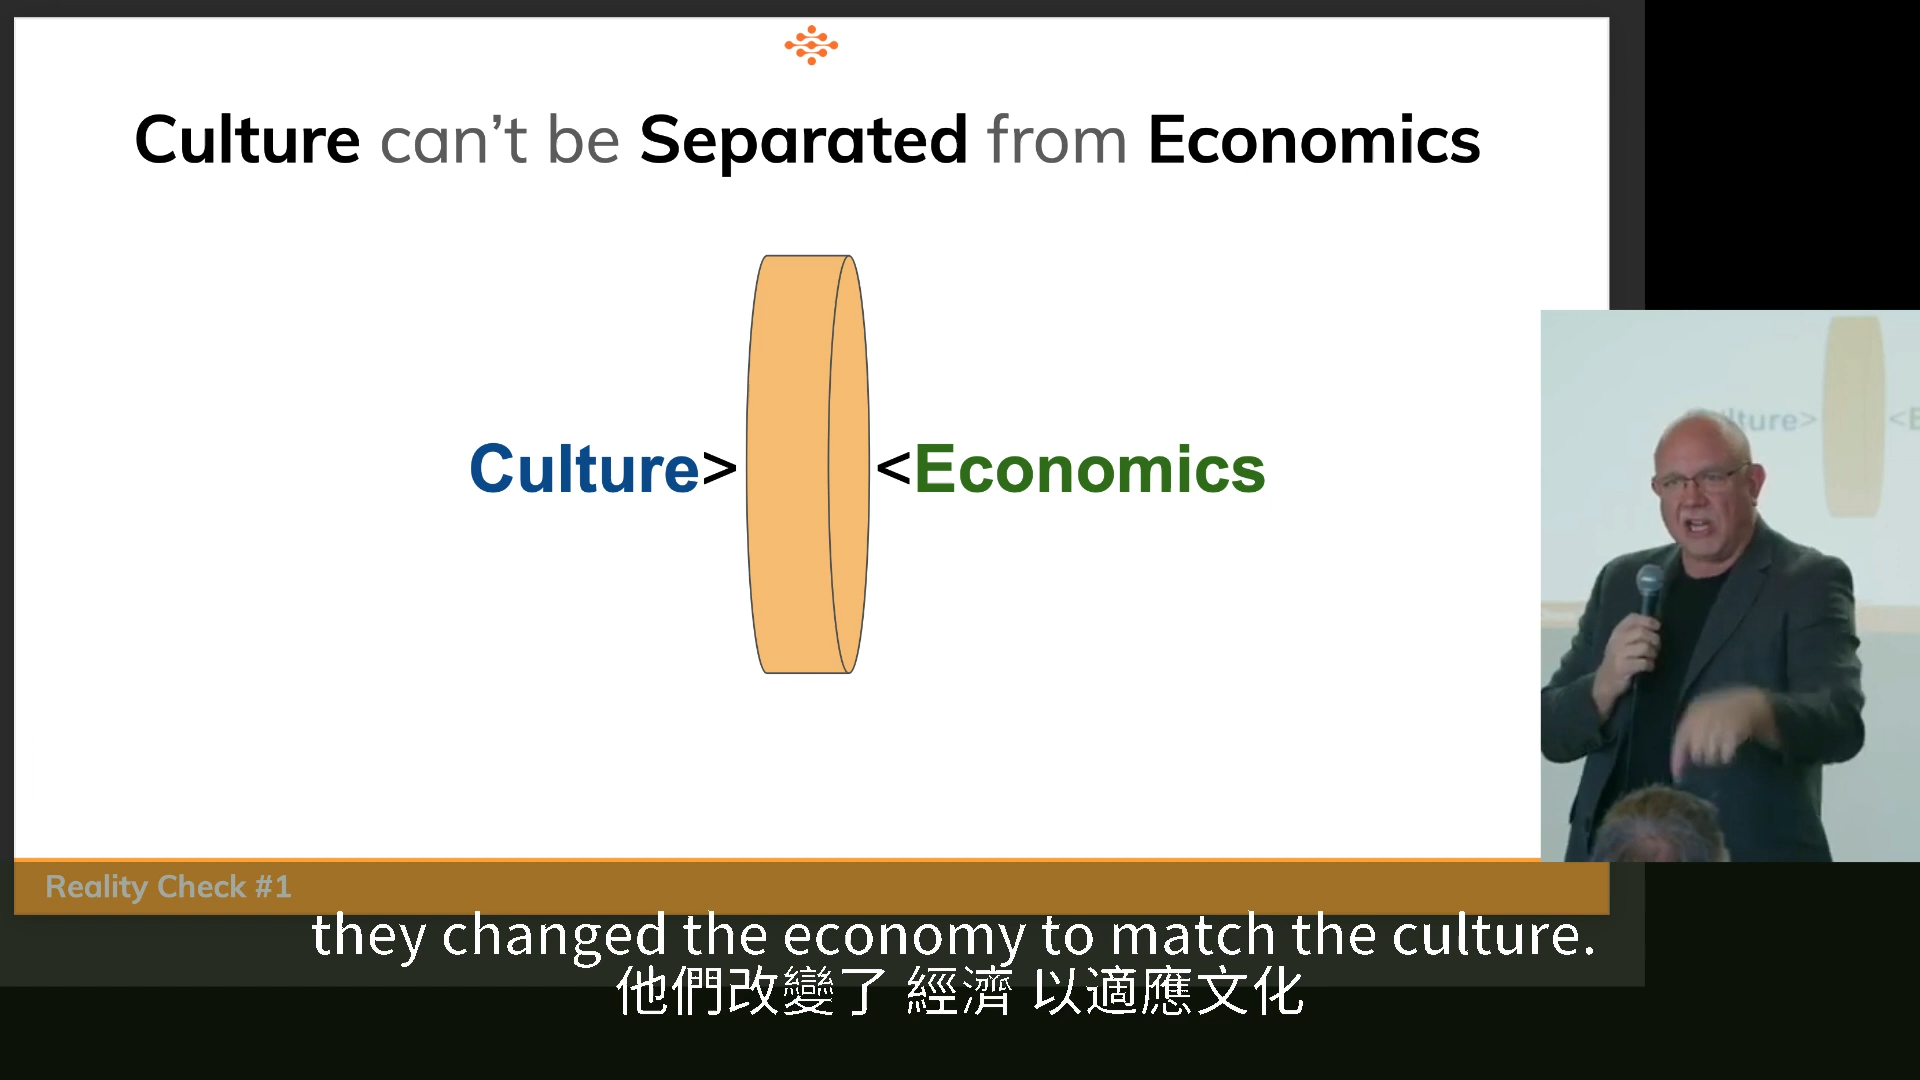 Culture can't be Separated from Economics
Culture> <Economics
lture> <E
Reality Check #1
they changed the economy to match the culture.
他們改變了 經濟 以適應文化